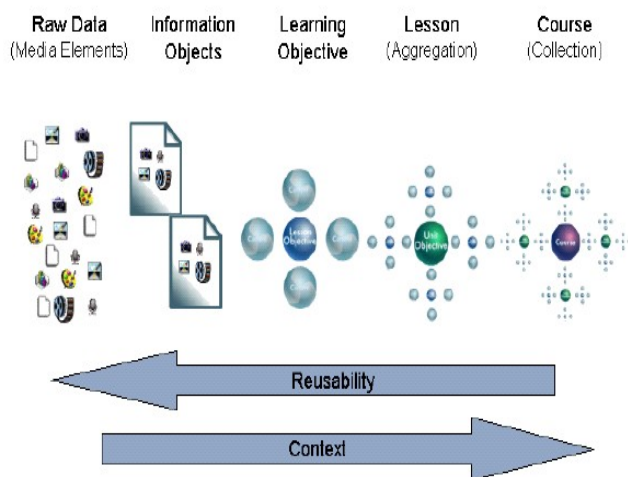 Raw Data
(Media Elements)
Information
Objects
Learning
Objective
Lesson
(Aggregation)
Course
(Collection)
Lesson
Objective
Unit
Objective
Course
Reusability
Context